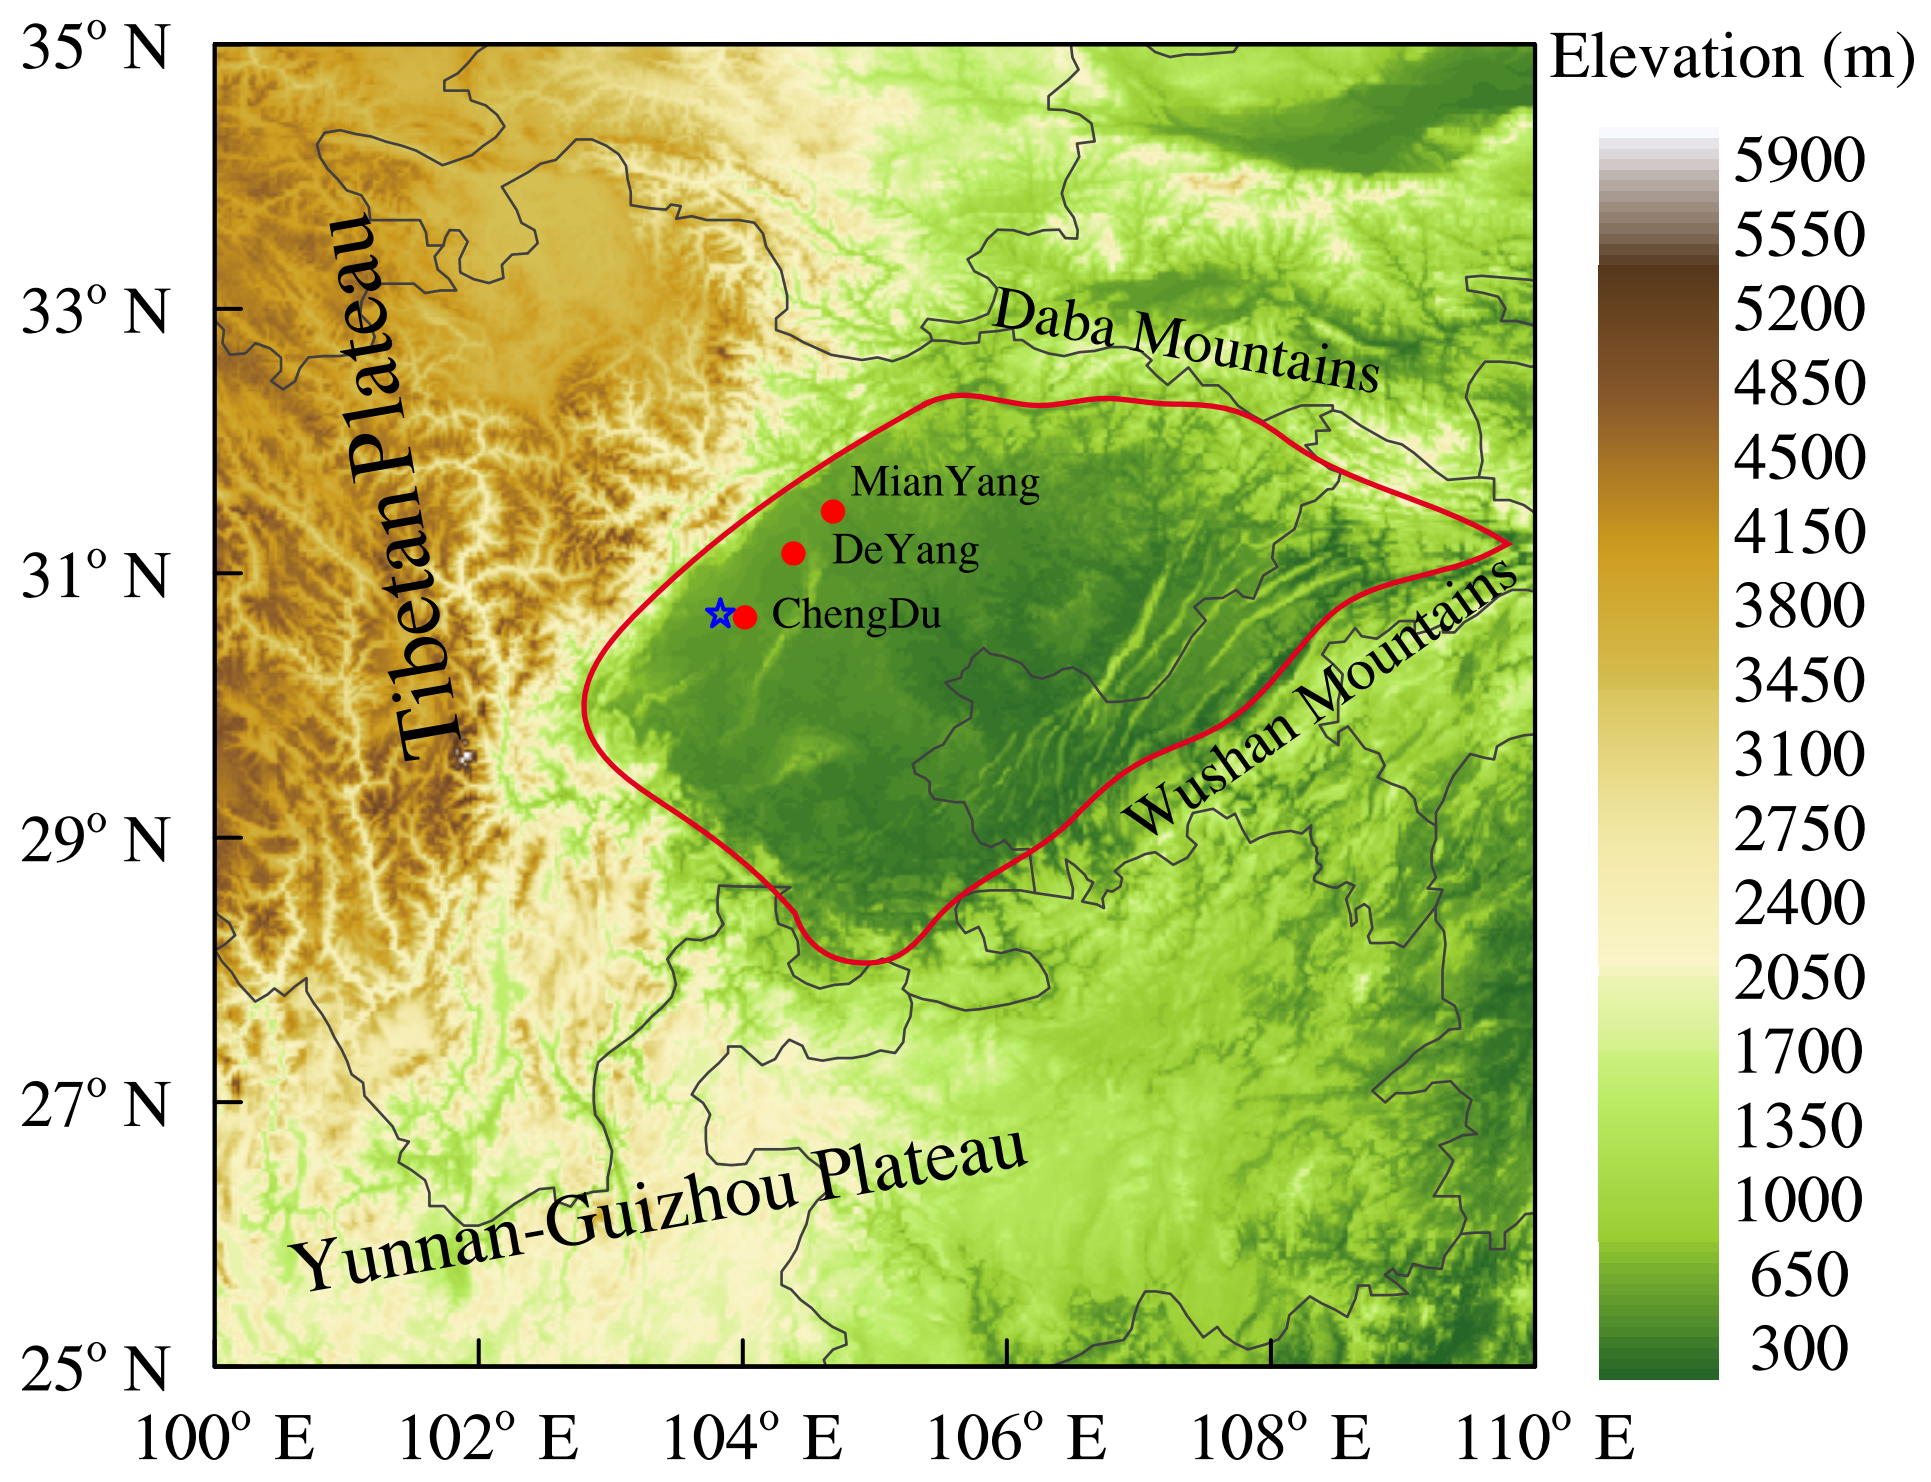 35° N
33° N
31° N
29° N
27° N
25° N
100° E
102° E
104° E
106° E
108° E
110° E
Tibetan Plateau
Daba Mountains
MianYang
DeYang
ChengDu
Wushan Mountains
Yunnan-Guizhou Plateau
Elevation (m)
5900
5550
5200
4850
4500
4150
3800
3450
3100
2750
2400
2050
1700
1350
1000
650
300